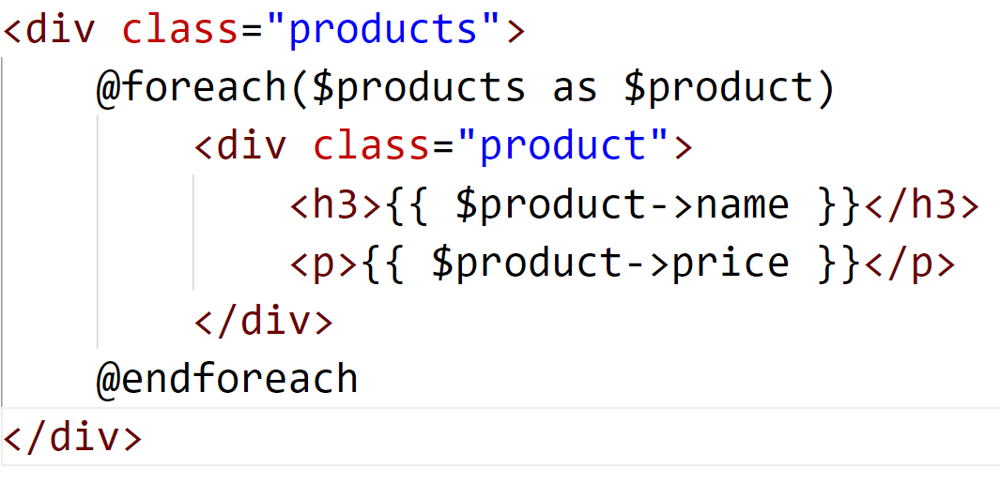 <div class="products">
    @foreach($products as $product)
        <div class="product">
            <h3>{{ $product->name }}</h3>
            <p>{{ $product->price }}</p>
        </div>
    @endforeach
</div>